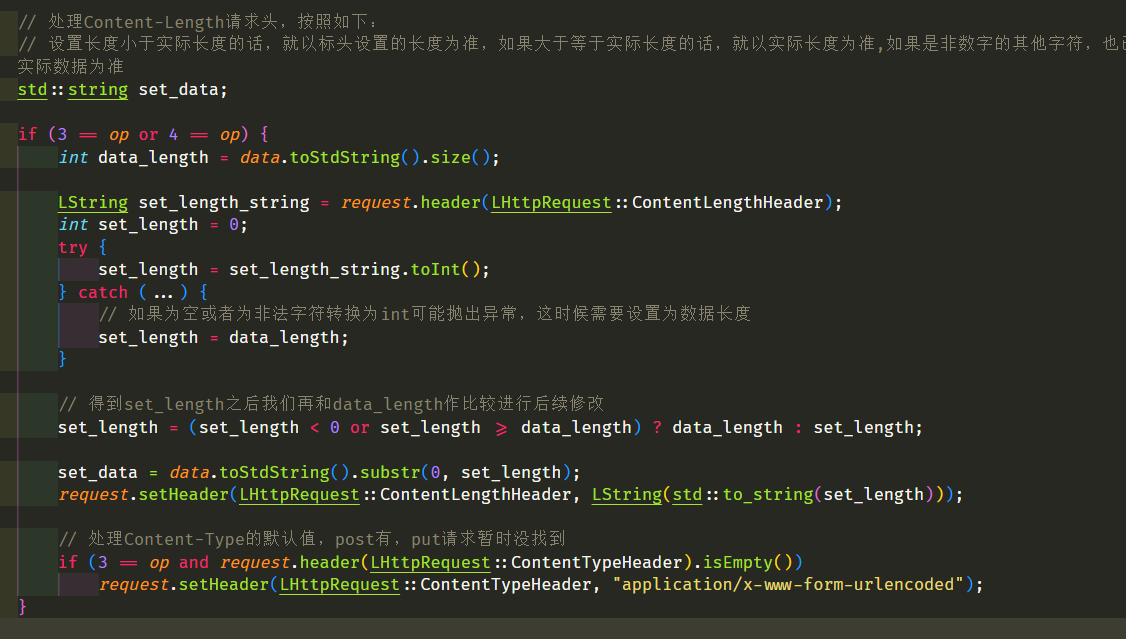 // 处理Content-Length请求头，按照如下：
// 设置长度小于实际长度的话，就以标头设置的长度为准，如果大于等于实际长度的话，就以实际长度为准,如果是非数字的其他字符，也
实际数据为准
std::string set_data;
if (3 == op or 4 == op) {
int data_length = data.toStdString().size();
LString set_length_string = request.header(LHttpRequest::ContentLengthHeader);
int set_length = 0;
try {
set_length = set_length_string.toInt();
} catch (...) {
// 如果为空或者为非法字符转换为int可能抛出异常，这时候需要设置为数据长度
set_length = data_length;
}
// 得到set_length之后我们再和data_length作比较进行后续修改
set_length = (set_length < 0 or set_length >= data_length) ? data_length : set_length;
set_data = data.toStdString().substr(0, set_length);
request.setHeader(LHttpRequest::ContentLengthHeader, LString(std::to_string(set_length)));
// 处理Content-Type的默认值，post有，put请求暂时没找到
if (3 == op and request.header(LHttpRequest::ContentTypeHeader).isEmpty())
request.setHeader(LHttpRequest::ContentTypeHeader, "application/x-www-form-urlencoded");
}